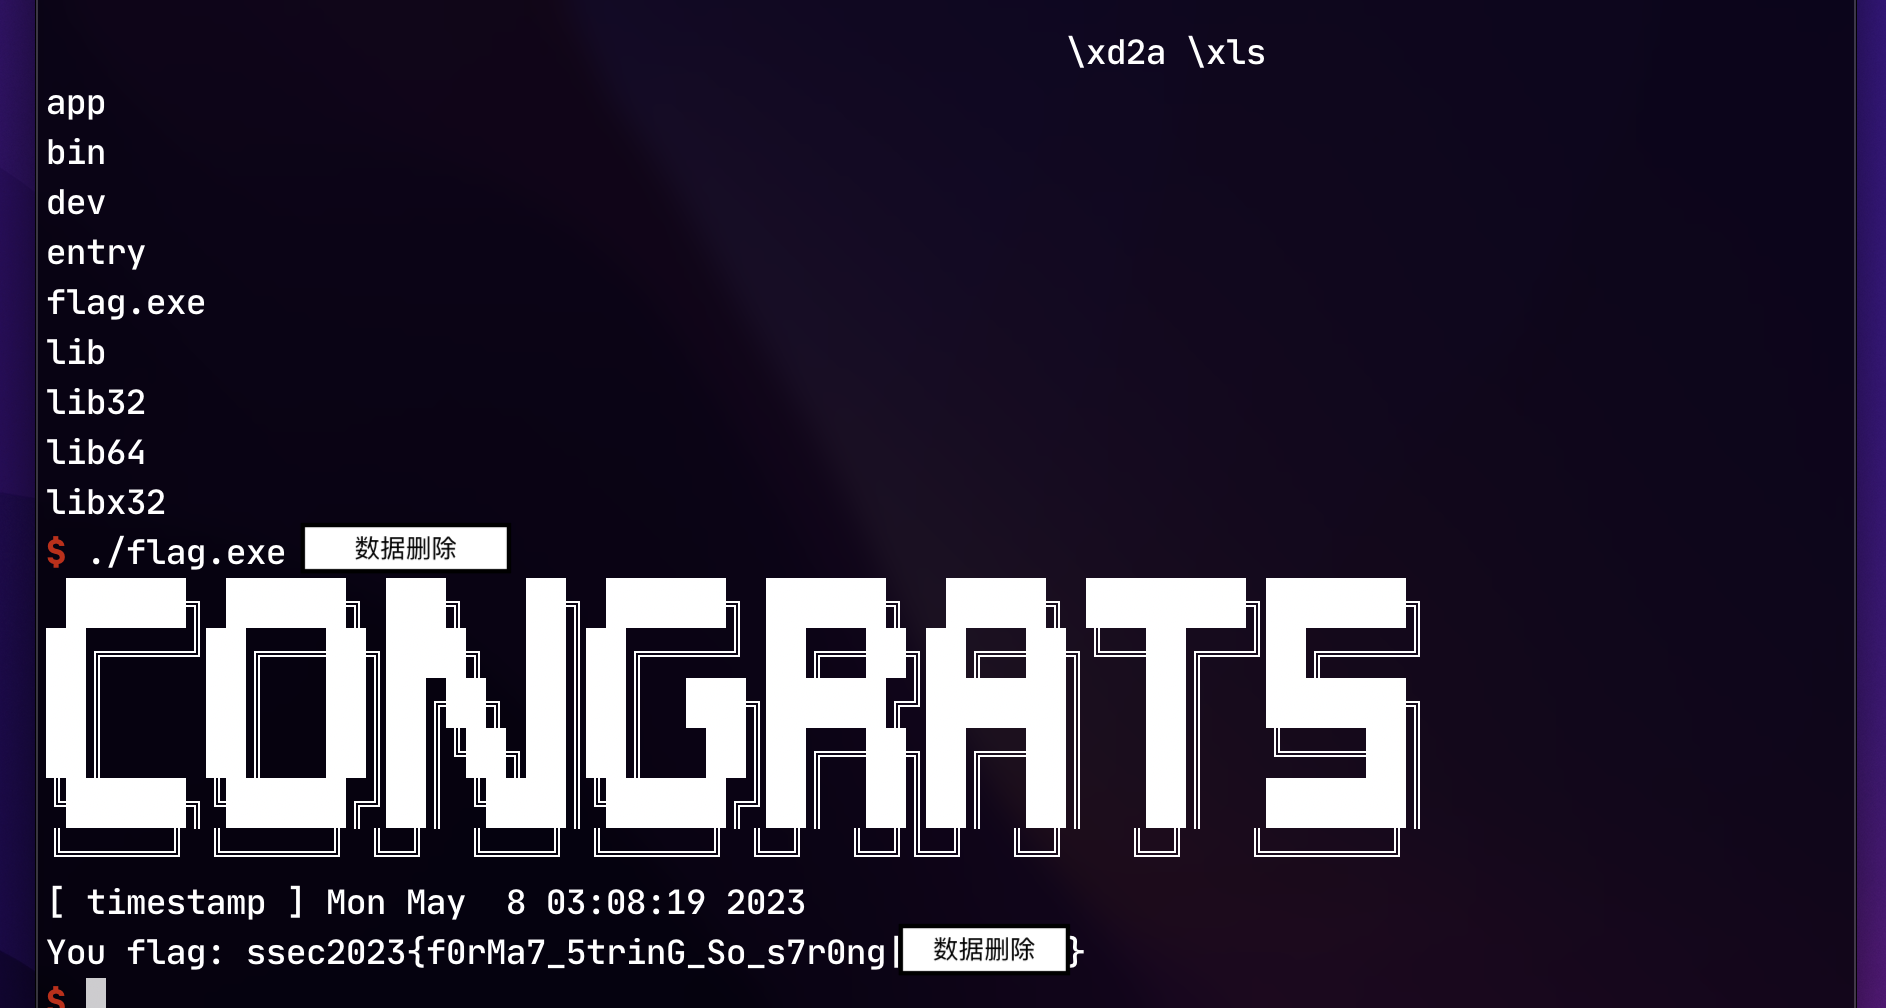 \xd2a \xls
app
bin
dev
entry
flag.exe
lib
lib32
lib64
libx32
$ ./flag.exe 数据删除
CONGRATS
[ timestamp ] Mon May  8 03:08:19 2023
You flag: ssec2023{f0rMa7_5trinG_So_s7r0ng|数据删除}
$